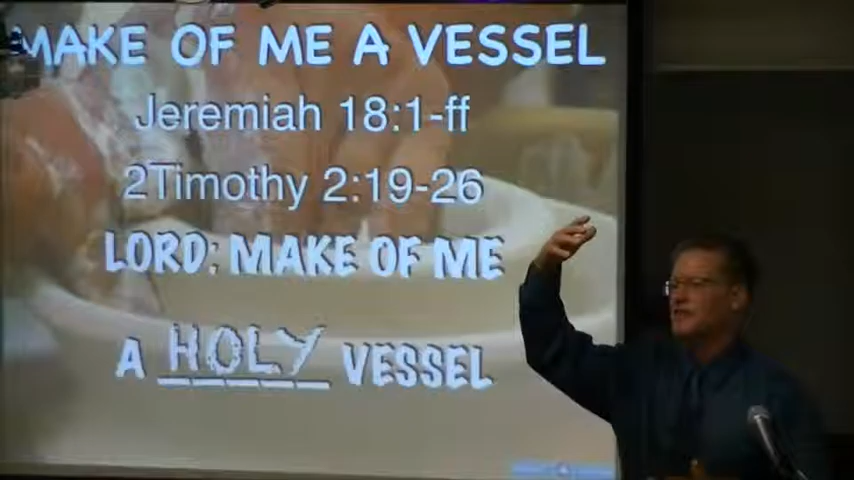 MAKE OF ME A VESSEL
Jeremiah 18:1-ff
2Timothy 2:19-26
LORD: MAKE OF ME
A HOLY VESSEL